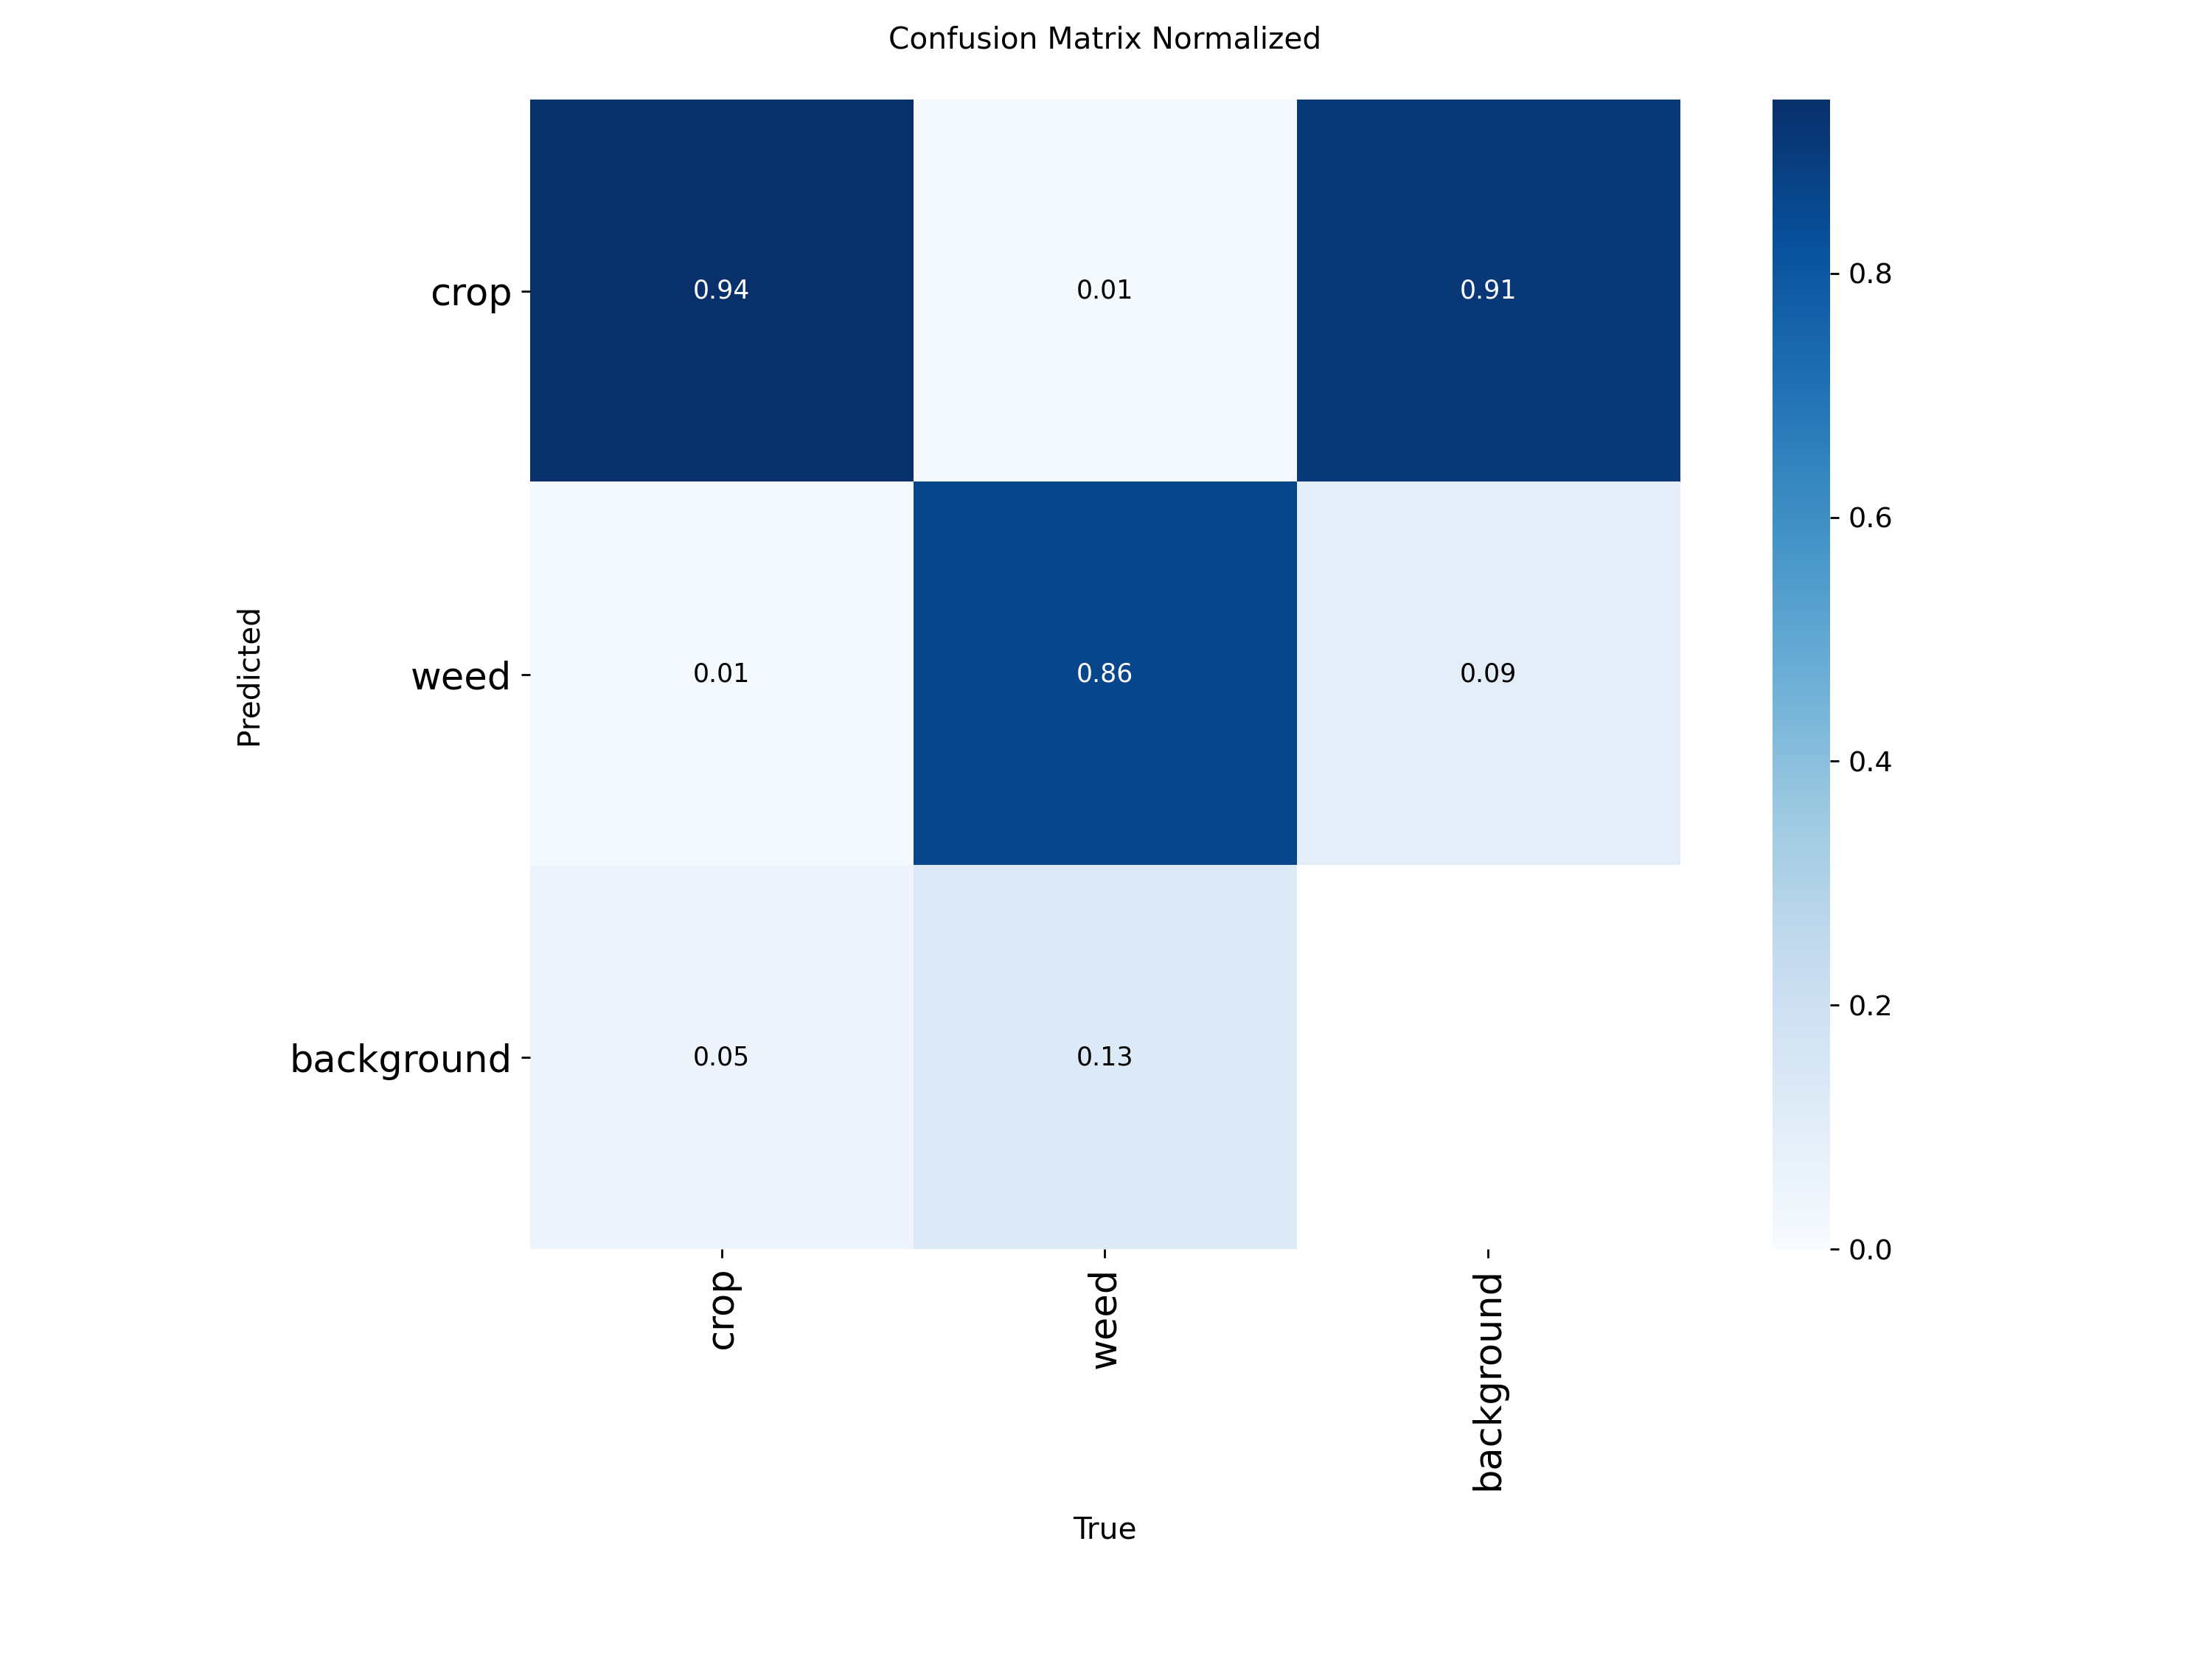 Confusion Matrix Normalized
Predicted
crop
0.94
0.01
0.91
weed
0.01
0.86
0.09
background
0.05
0.13
crop
weed
background
True
0.8
0.6
0.4
0.2
0.0